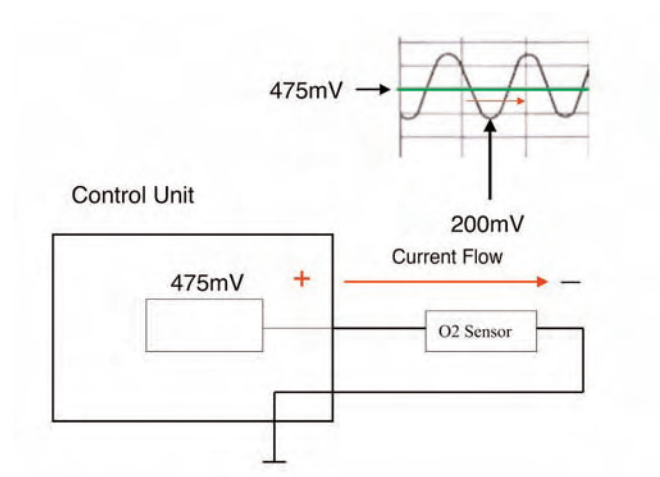 475mV
200mV
Control Unit
Current Flow
475mV
+
−
O2 Sensor